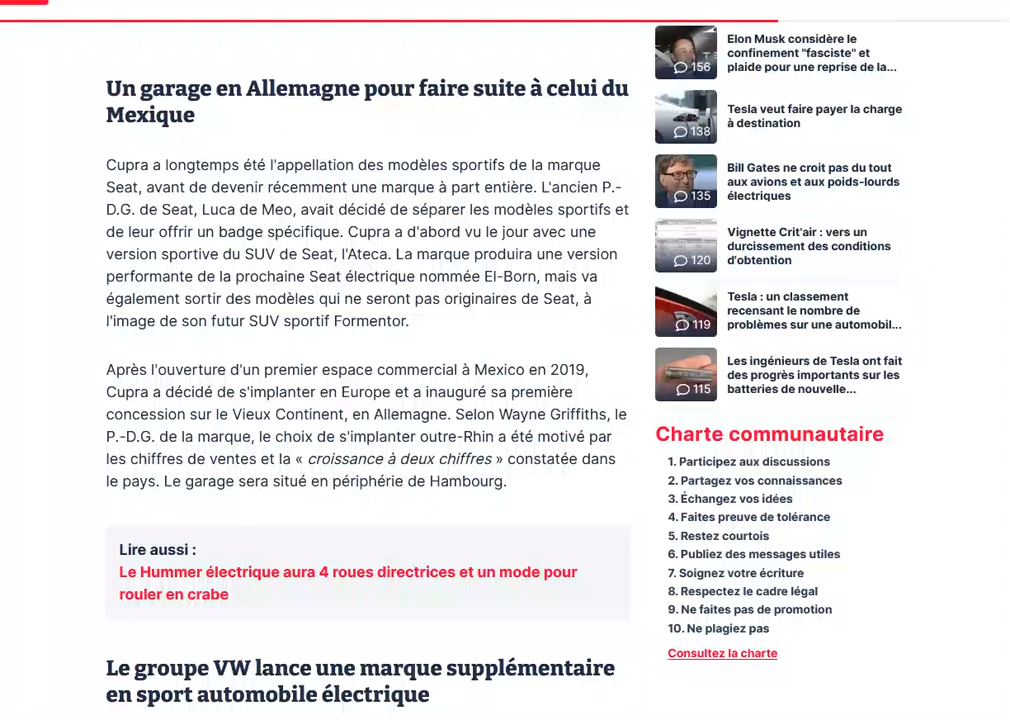 Un garage en Allemagne pour faire suite à celui du
Mexique
Cupra a longtemps été l'appellation des modèles sportifs de la marque
Seat, avant de devenir récemment une marque à part entière. L'ancien P.-
D.G. de Seat, Luca de Meo, avait décidé de séparer les modèles sportifs et
de leur offrir un badge spécifique. Cupra a d'abord vu le jour avec une
version sportive du SUV de Seat, l'Ateca. La marque produira une version
performante de la prochaine Seat électrique nommée El-Born, mais va
également sortir des modèles qui ne seront pas originaires de Seat, à
l'image de son futur SUV sportif Formentor.
Après l'ouverture d'un premier espace commercial à Mexico en 2019,
Cupra a décidé de s'implanter en Europe et a inauguré sa première
concession sur le Vieux Continent, en Allemagne. Selon Wayne Griffiths, le
P.-D.G. de la marque, le choix de s'implanter outre-Rhin a été motivé par
les chiffres de ventes et la « croissance à deux chiffres » constatée dans
le pays. Le garage sera situé en périphérie de Hambourg.
Lire aussi :
Le Hummer électrique aura 4 roues directrices et un mode pour
rouler en crabe
Le groupe VW lance une marque supplémentaire
en sport automobile électrique
156
Elon Musk considère le
confinement "fasciste" et
plaide pour une reprise de la...
138
Tesla veut faire payer la charge
à destination
135
Bill Gates ne croit pas du tout
aux avions et aux poids-lourds
électriques
120
Vignette Crit'air : vers un
durcissement des conditions
d'obtention
119
Tesla : un classement
recensant le nombre de
problèmes sur une automobil...
115
Les ingénieurs de Tesla ont fait
des progrès importants sur les
batteries de nouvelle...
Charte communautaire
1. Participez aux discussions
2. Partagez vos connaissances
3. Échangez vos idées
4. Faites preuve de tolérance
5. Restez courtois
6. Publiez des messages utiles
7. Soignez votre écriture
8. Respectez le cadre légal
9. Ne faites pas de promotion
10. Ne plagiez pas
Consultez la charte